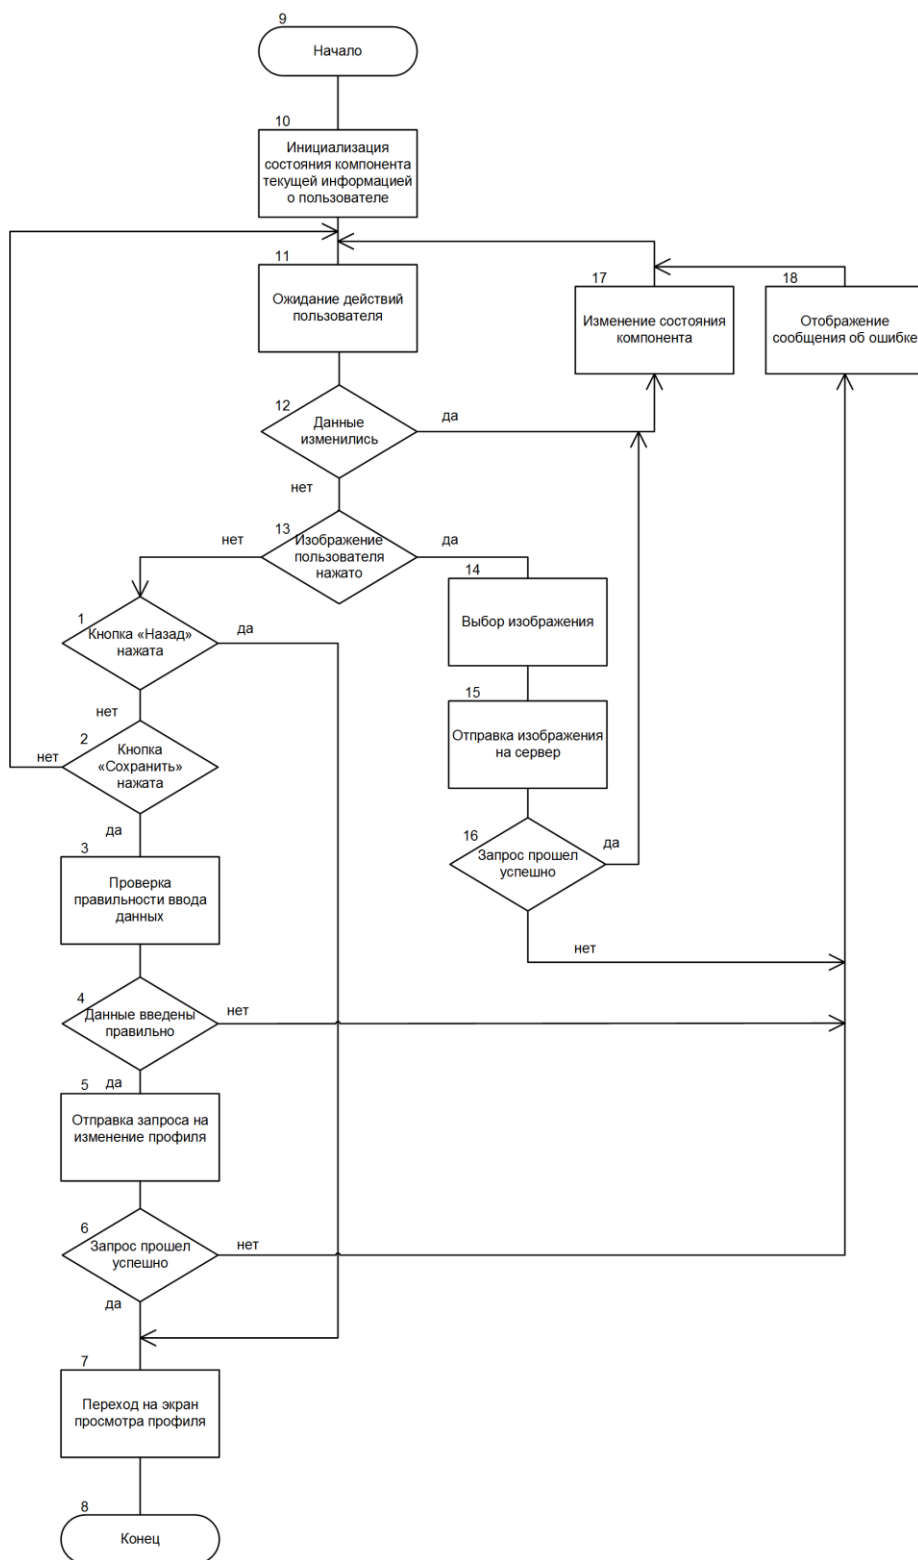 9
Начало
10
Инициализация
состояния компонента
текущей информацией
о пользователе
11
Ожидание действий
пользователя
17
Изменение состояния
компонента
18
Отображение
сообщения об ошибке
12
Данные
изменились
да
нет
13
Изображение
пользователя
нажато
нет
да
14
Выбор изображения
1
Кнопка «Назад»
нажата
да
нет
15
Отправка изображения
на сервер
2
Кнопка
«Сохранить»
нажата
нет
да
16
Запрос прошел
успешно
да
нет
3
Проверка
правильности ввода
данных
4
Данные введены
правильно
нет
да
5
Отправка запроса на
изменение профиля
6
Запрос прошел
успешно
нет
да
7
Переход на экран
просмотра профиля
8
Конец